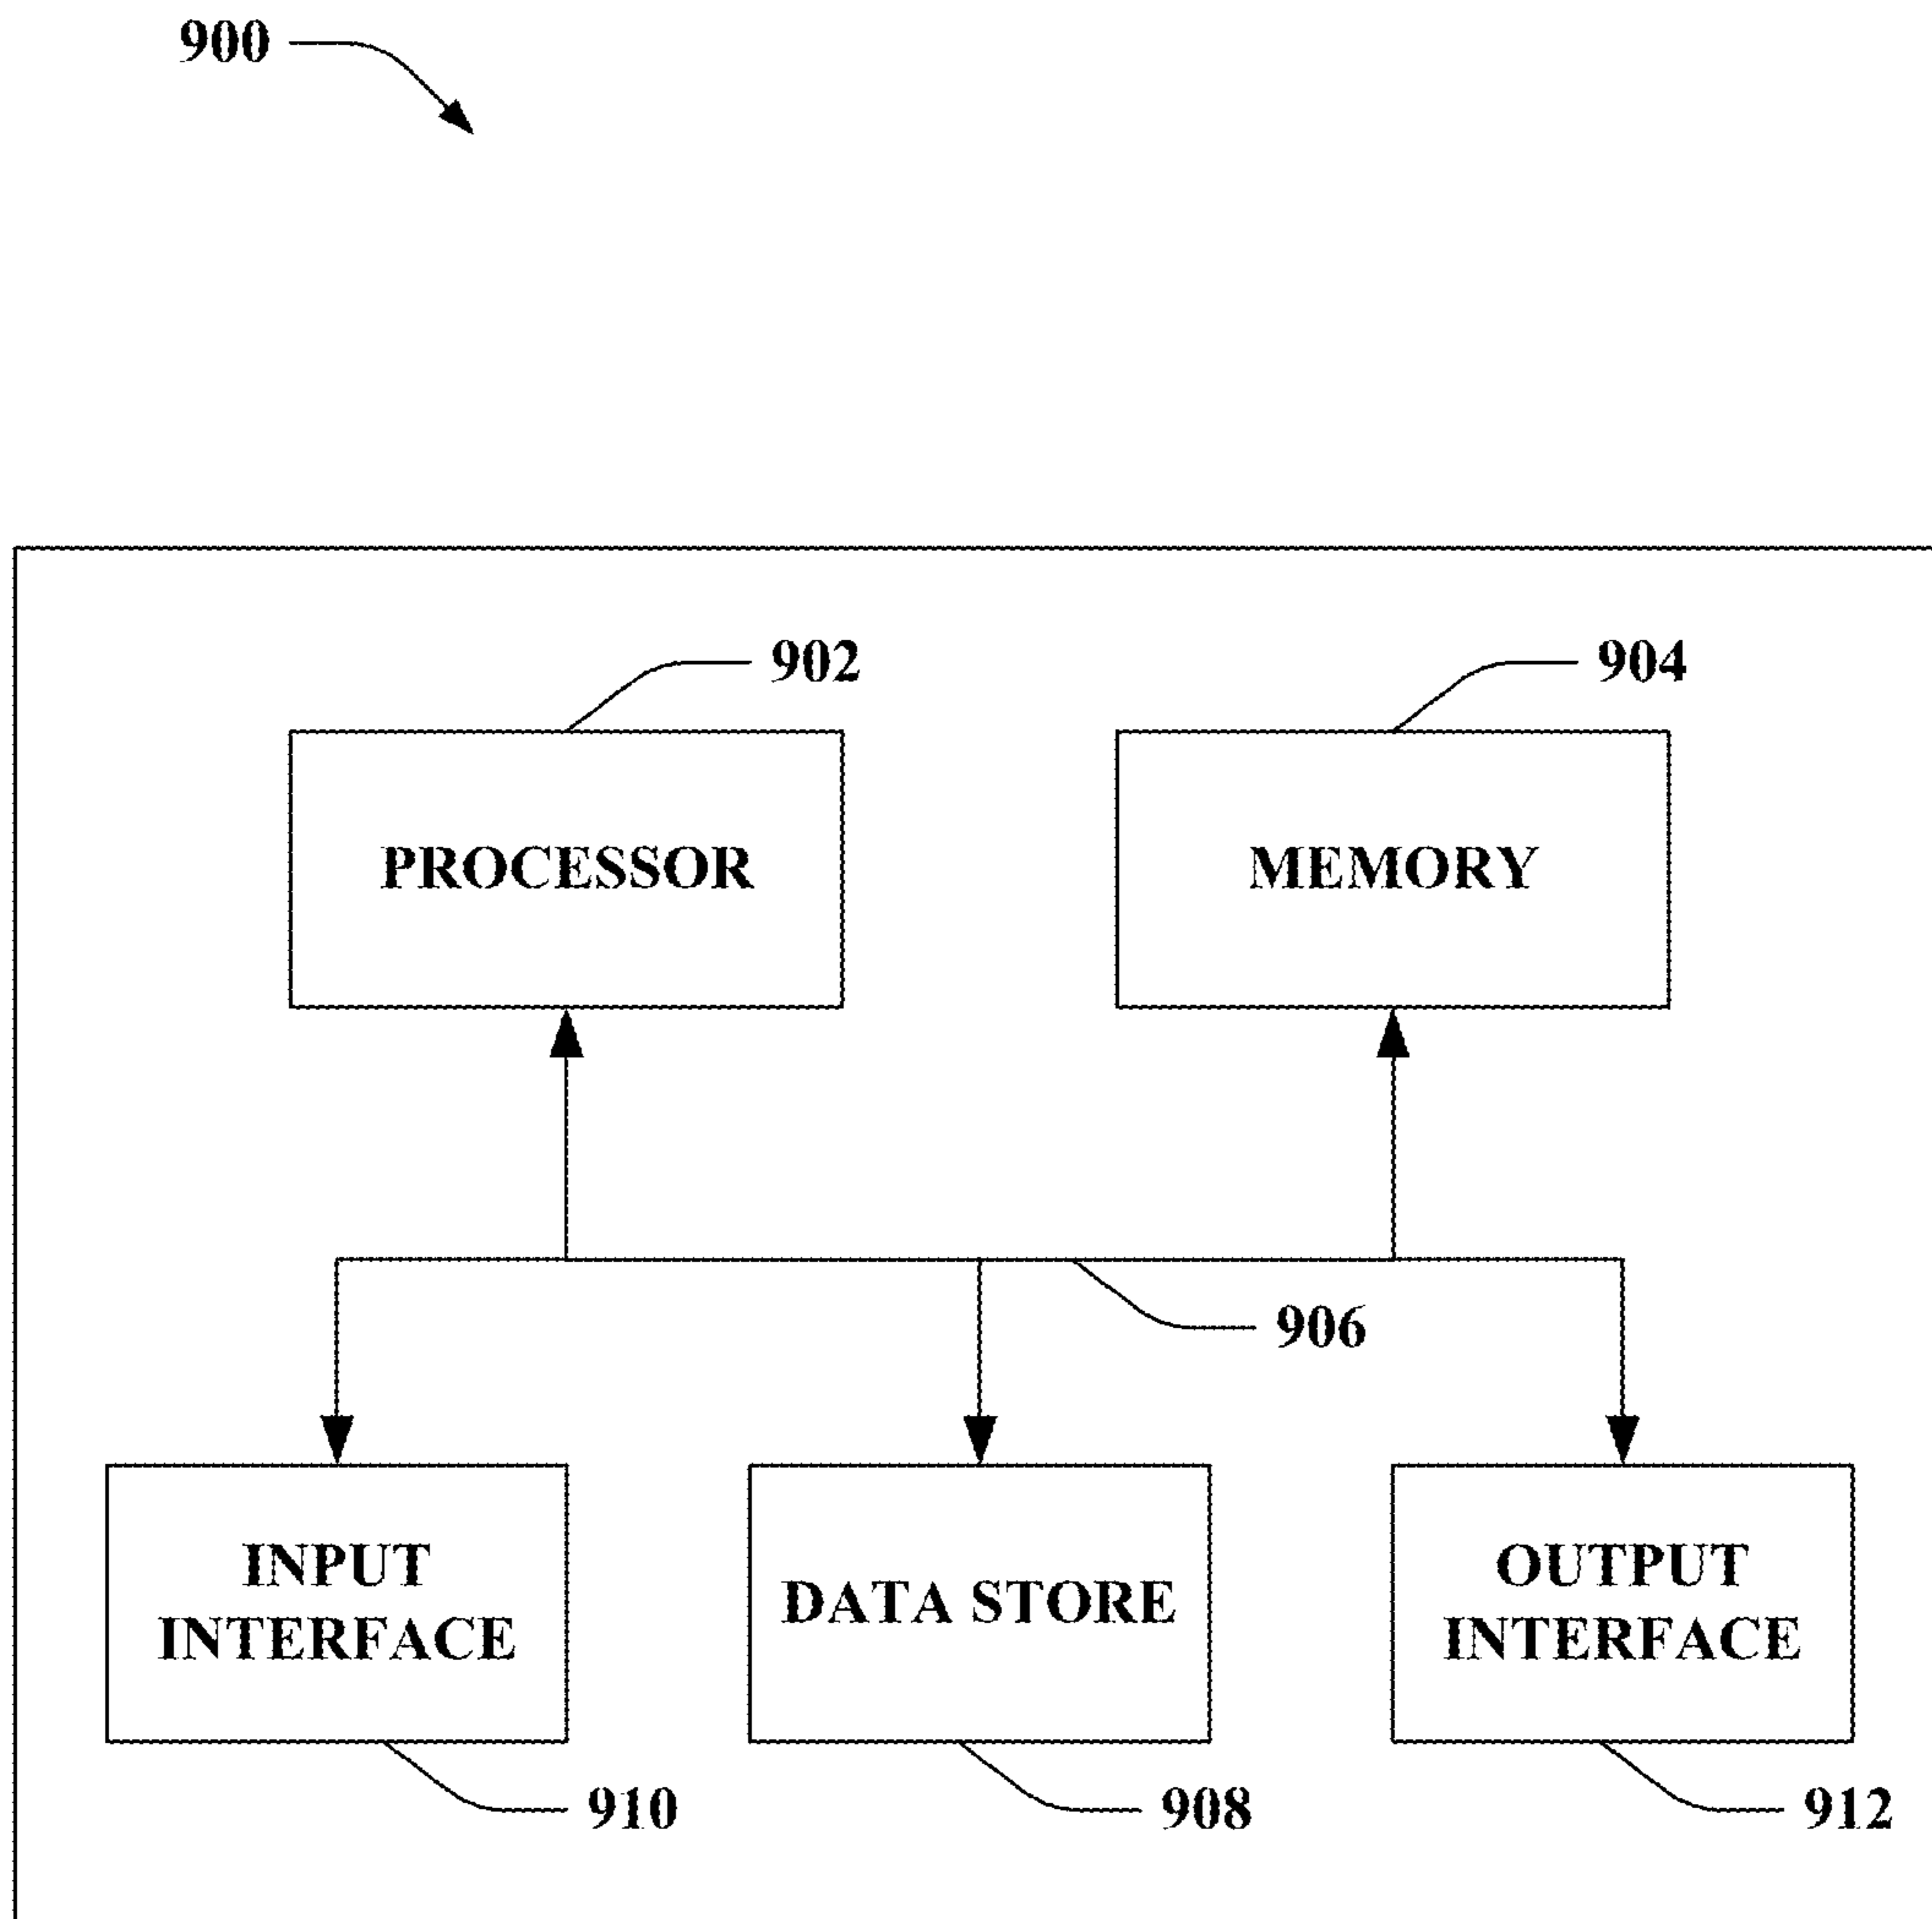 900
902
904
PROCESSOR
MEMORY
906
INPUT
INTERFACE
DATA STORE
OUTPUT
INTERFACE
910
908
912